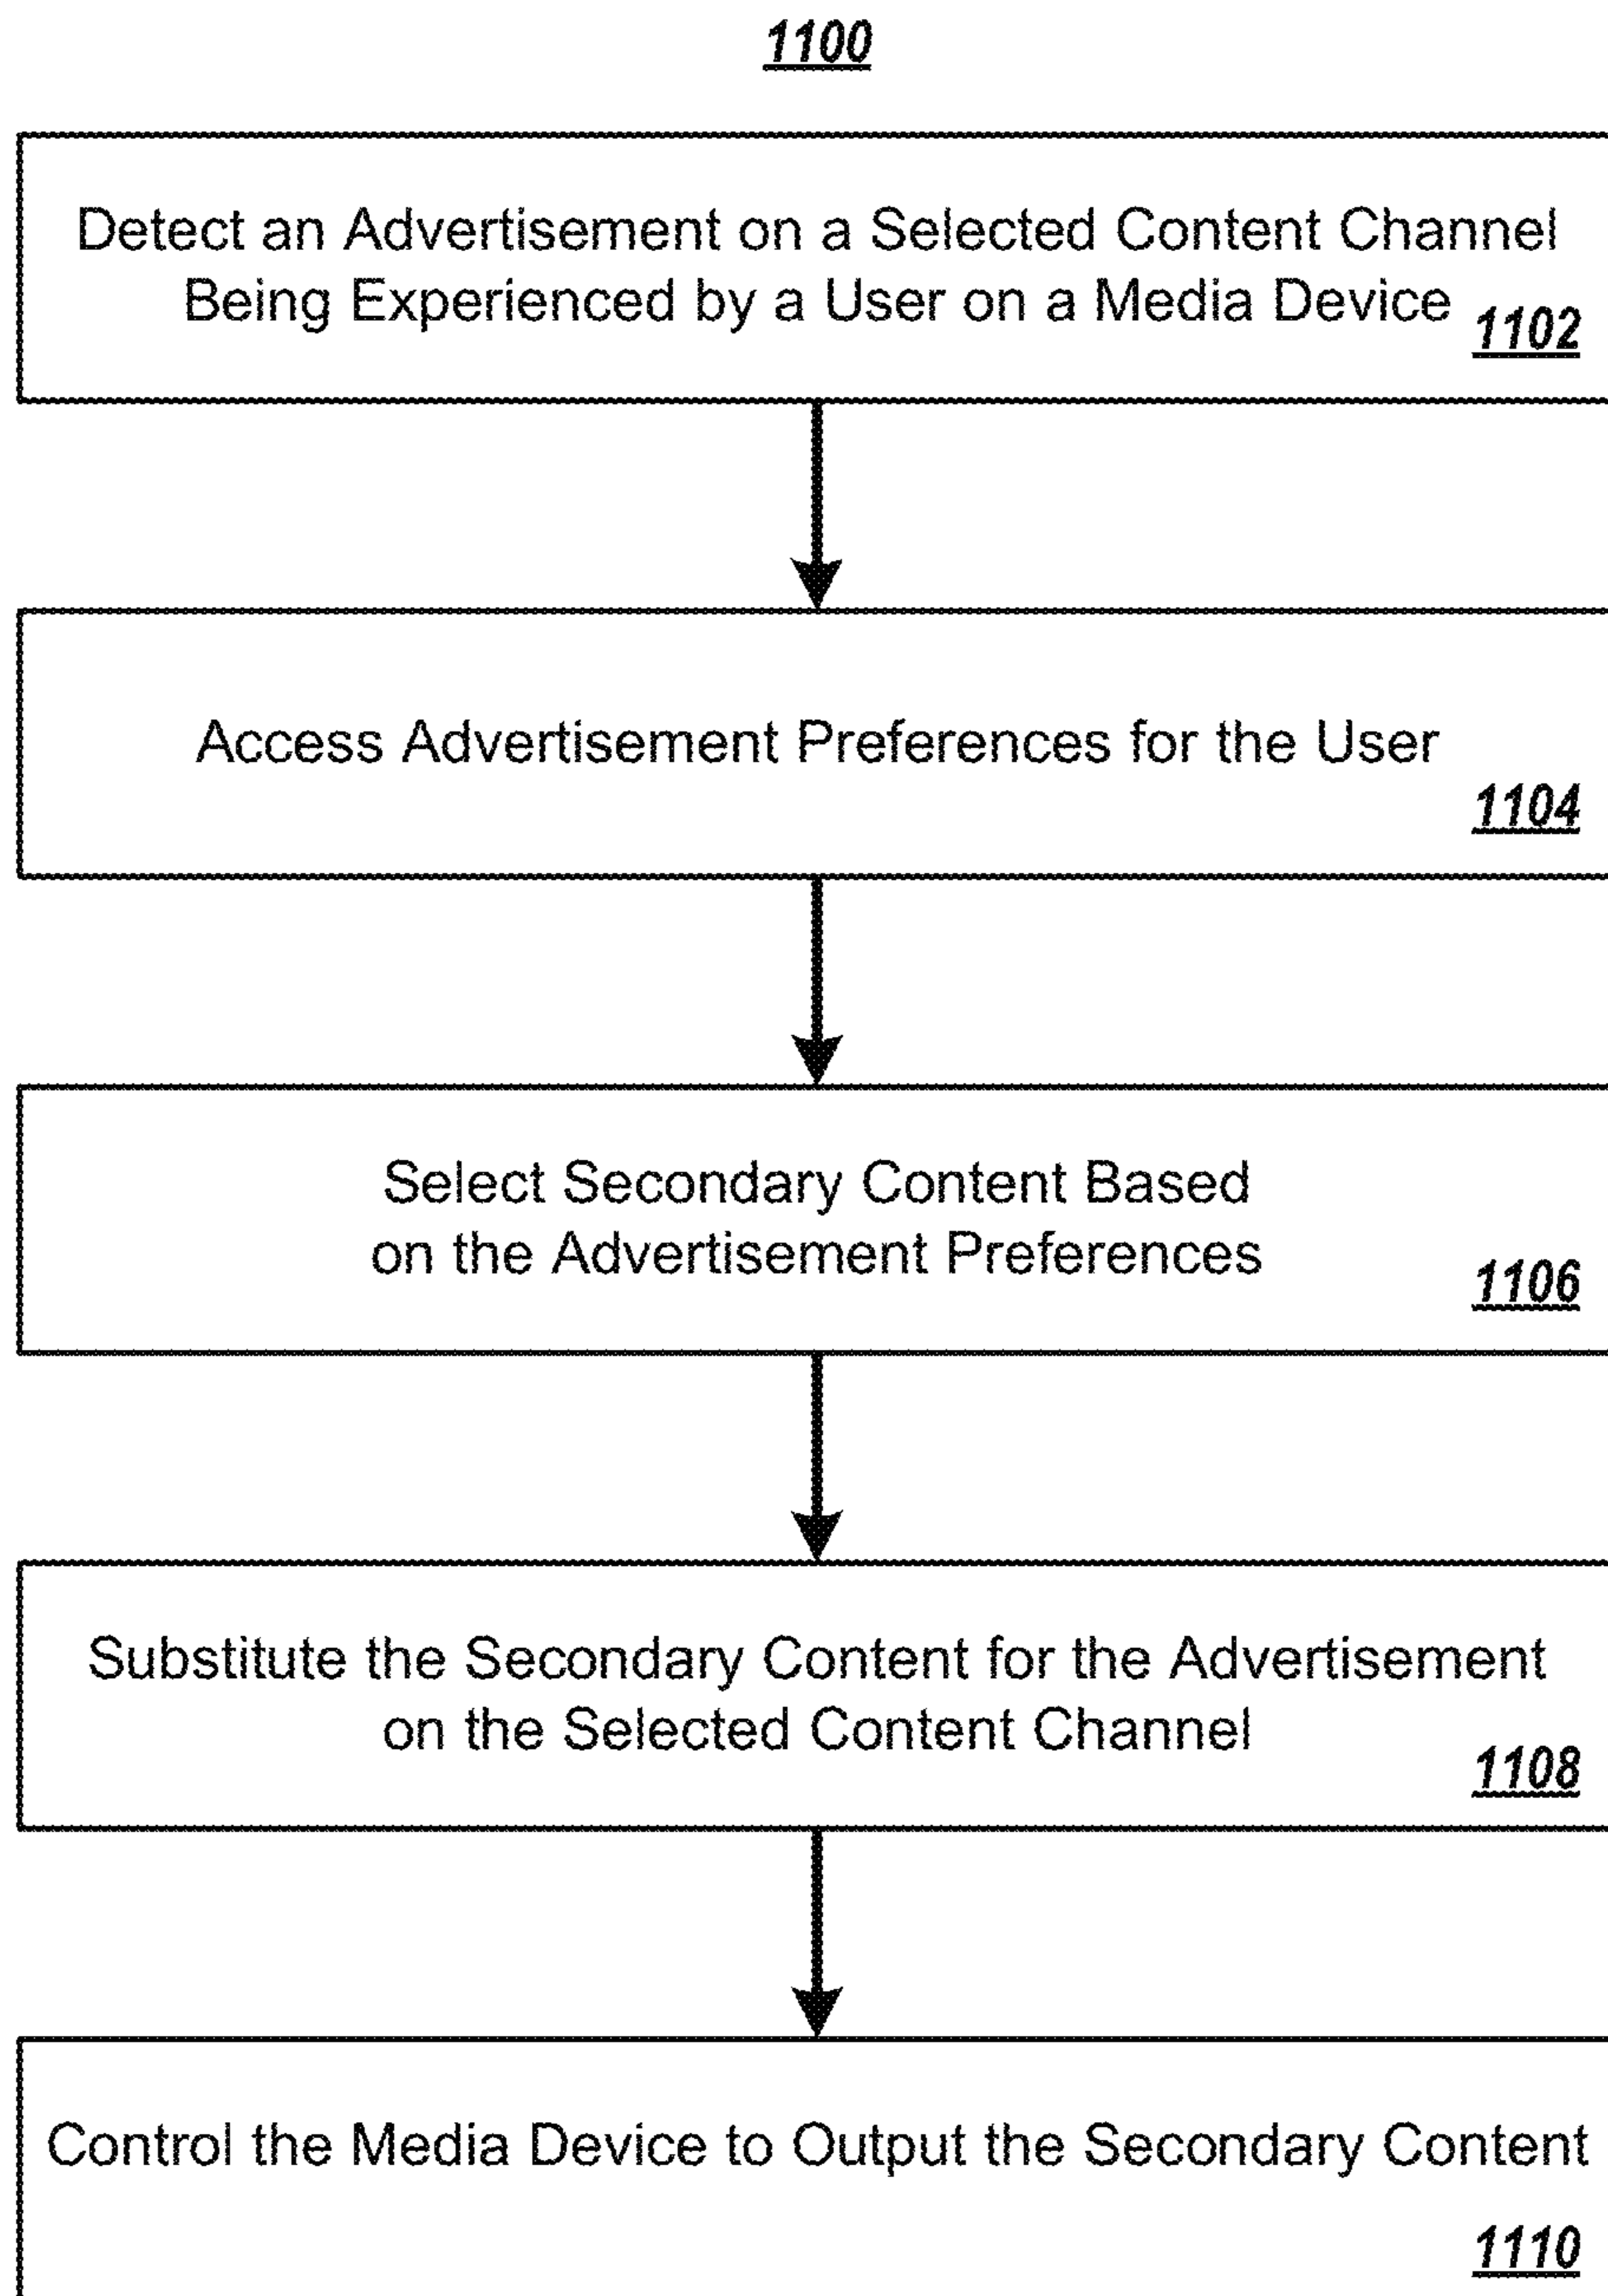 1100
Detect an Advertisement on a Selected Content Channel
Being Experienced by a User on a Media Device
1102
Access Advertisement Preferences for the User
1104
Select Secondary Content Based
on the Advertisement Preferences
1106
Substitute the Secondary Content for the Advertisement
on the Selected Content Channel
1108
Control the Media Device to Output the Secondary Content
1110